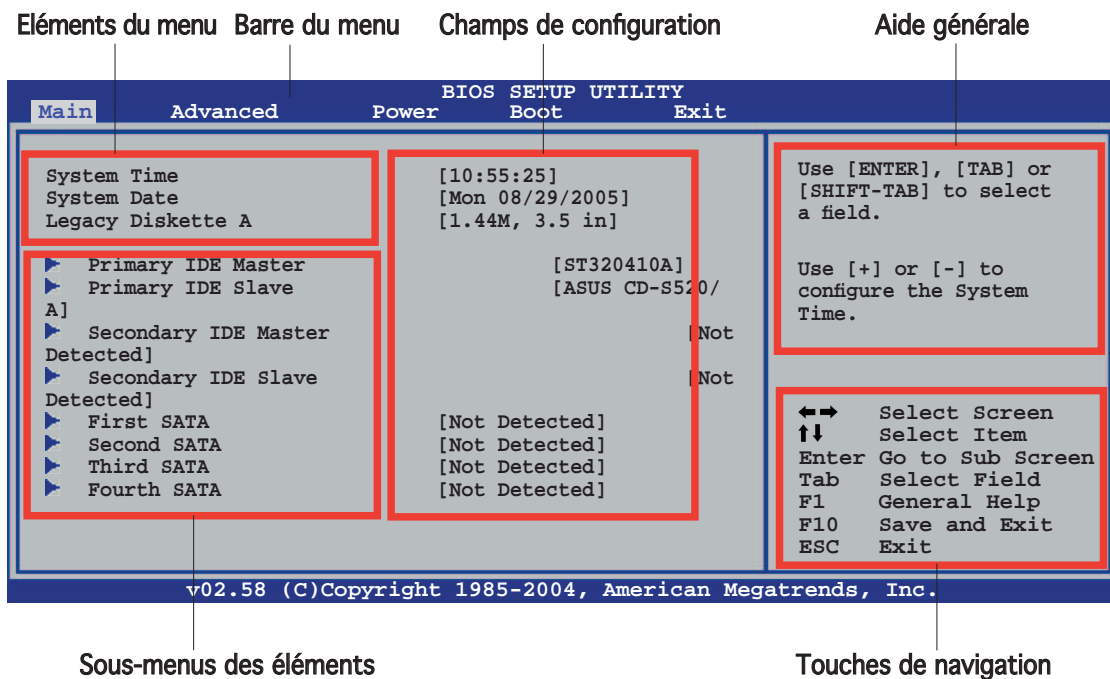 Eléments du menu Barre du menu Champs de configuration Aide générale
BIOS SETUP UTILITY
Main Advanced Power Boot Exit
System Time [10:55:25]
System Date [Mon 08/29/2005]
Legacy Diskette A [1.44M, 3.5 in]
Primary IDE Master [ST320410A]
Primary IDE Slave [ASUS CD-S520/
A]
Secondary IDE Master [Not
Detected]
Secondary IDE Slave [Not
Detected]
First SATA [Not Detected]
Second SATA [Not Detected]
Third SATA [Not Detected]
Fourth SATA [Not Detected]
Use [ENTER], [TAB] or
[SHIFT-TAB] to select
a field.
Use [+] or [-] to
configure the System
Time.
←→ Select Screen
↑↓ Select Item
Enter Go to Sub Screen
Tab Select Field
F1 General Help
F10 Save and Exit
ESC Exit
v02.58 (C)Copyright 1985-2004, American Megatrends, Inc.
Sous-menus des éléments Touches de navigation